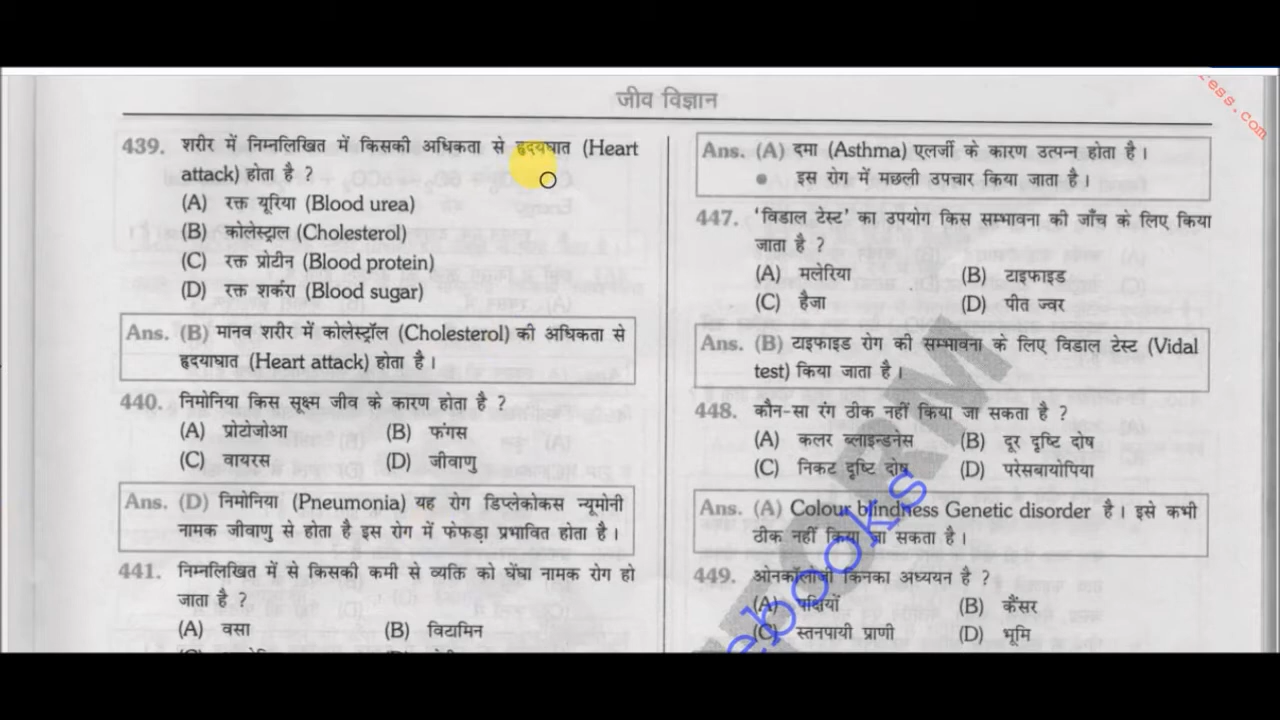 जीव विज्ञान
439. शरीर में निम्नलिखित में किसकी अधिकता से हृदयघात (Heart
attack) होता है ?
(A) रक्त यूरिया (Blood urea)
(B) कोलेस्ट्राल (Cholesterol)
(C) रक्त प्रोटीन (Blood protein)
(D) रक्त शर्करा (Blood sugar)
Ans. (B) मानव शरीर में कोलेस्ट्रॉल (Cholesterol) की अधिकता से
हृदयाघात (Heart attack) होता है।
440. निमोनिया किस सूक्ष्म जीव के कारण होता है ?
(A) प्रोटोजोआ (B) फंगस
(C) वायरस (D) जीवाणु
Ans. (D) निमोनिया (Pneumonia) यह रोग डिप्लेकोकस न्यूमोनी
नामक जीवाणु से होता है इस रोग में फेफड़ा प्रभावित होता है।
441. निम्नलिखित में से किसकी कमी से व्यक्ति को घेंघा नामक रोग हो
जाता है ?
(A) वसा (B) विटामिन
Ans. (A) दमा (Asthma) एलर्जी के कारण उत्पन्न होता है।
● इस रोग में मछली उपचार किया जाता है।
447. 'विडाल टेस्ट' का उपयोग किस सम्भावना की जाँच के लिए किया
जाता है ?
(A) मलेरिया (B) टाइफाइड
(C) हैजा (D) पीत ज्वर
Ans. (B) टाइफाइड रोग की सम्भावना के लिए विडाल टेस्ट (Vidal
test) किया जाता है।
448. कौन-सा रंग ठीक नहीं किया जा सकता है ?
(A) कलर ब्लाइन्डनेस (B) दूर दृष्टि दोष
(C) निकट दृष्टि दोष (D) परेसबायोपिया
Ans. (A) Colour blindness Genetic disorder है। इसे कभी
ठीक नहीं किया जा सकता है।
449. ओनकॉलॉजी किनका अध्ययन है ?
(A) पक्षियों (B) कैंसर
(C) स्तनपायी प्राणी (D) भूमि
ress.com
ebooks